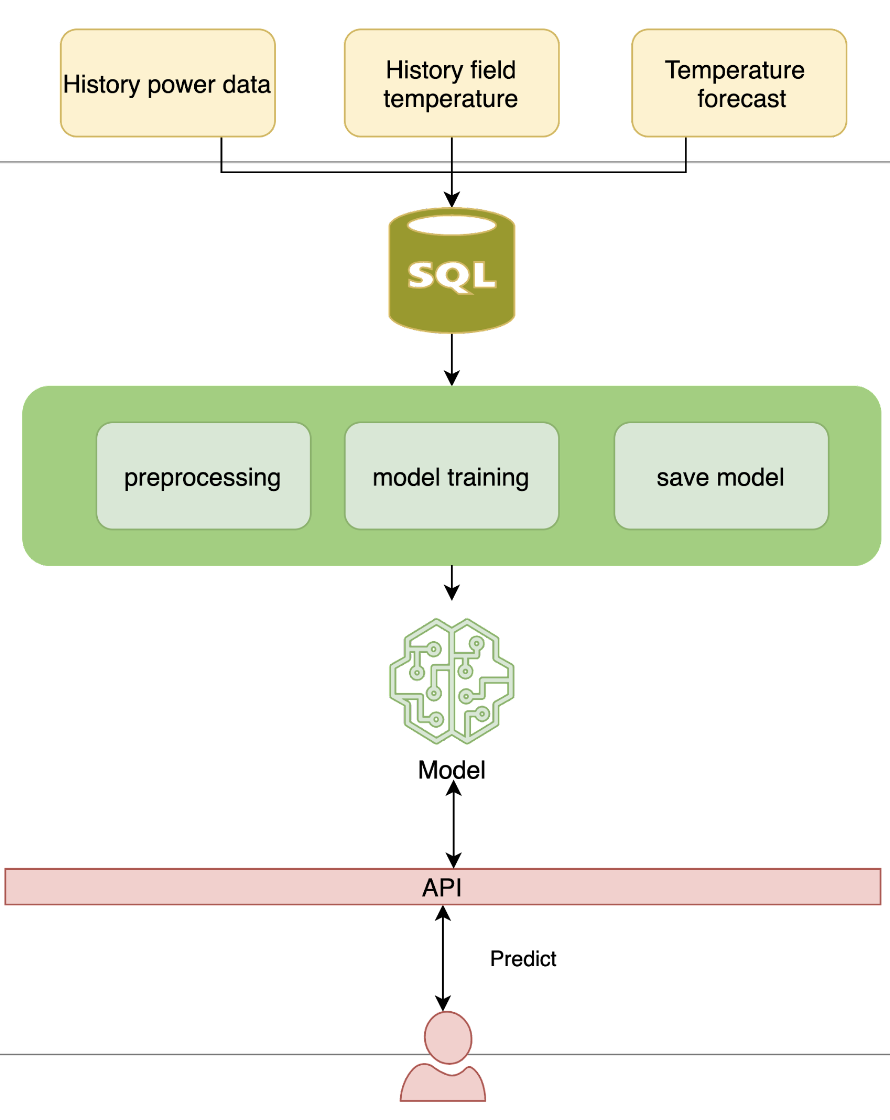 History power data
History field
temperature
Temperature
forecast
SQL
preprocessing
model training
save model
Model
API
Predict